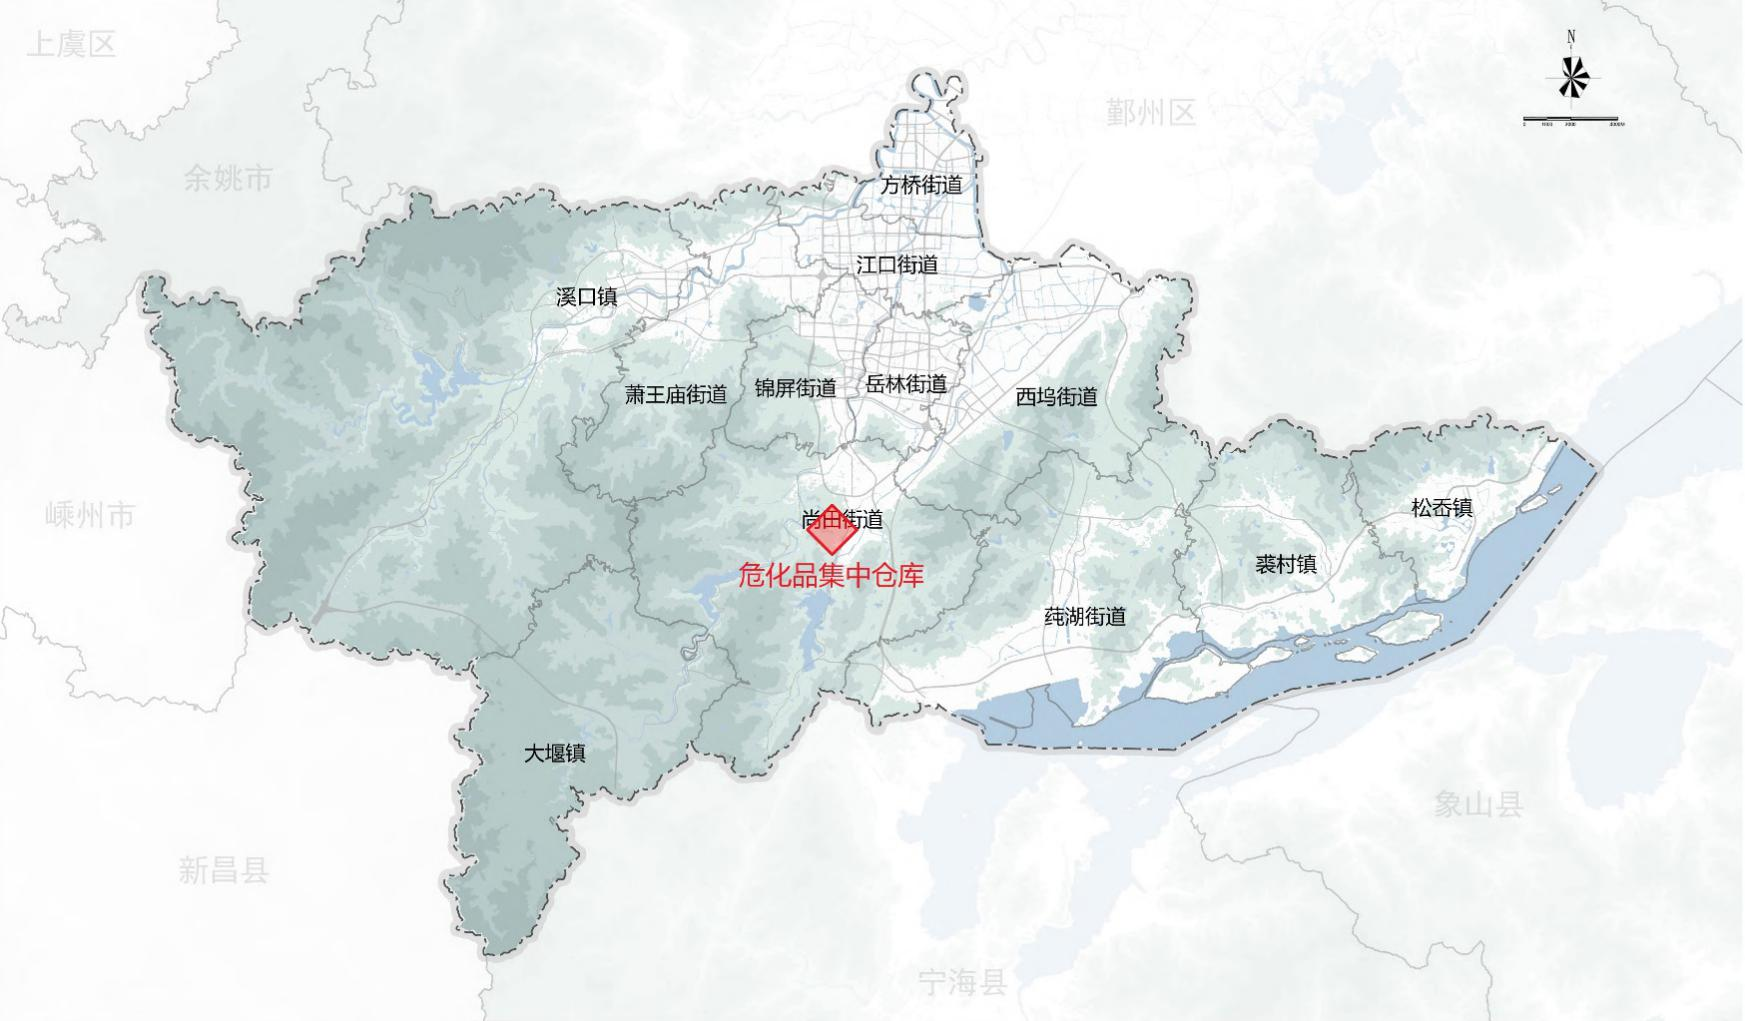 上虞区
N
鄞州区
余姚市
方桥街道
江口街道
溪口镇
萧王庙街道
锦屏街道
岳林街道
西坞街道
嵊州市
尚田街道
松岙镇
危化品集中仓库
裘村镇
莼湖街道
大堰镇
象山县
新昌县
宁海县